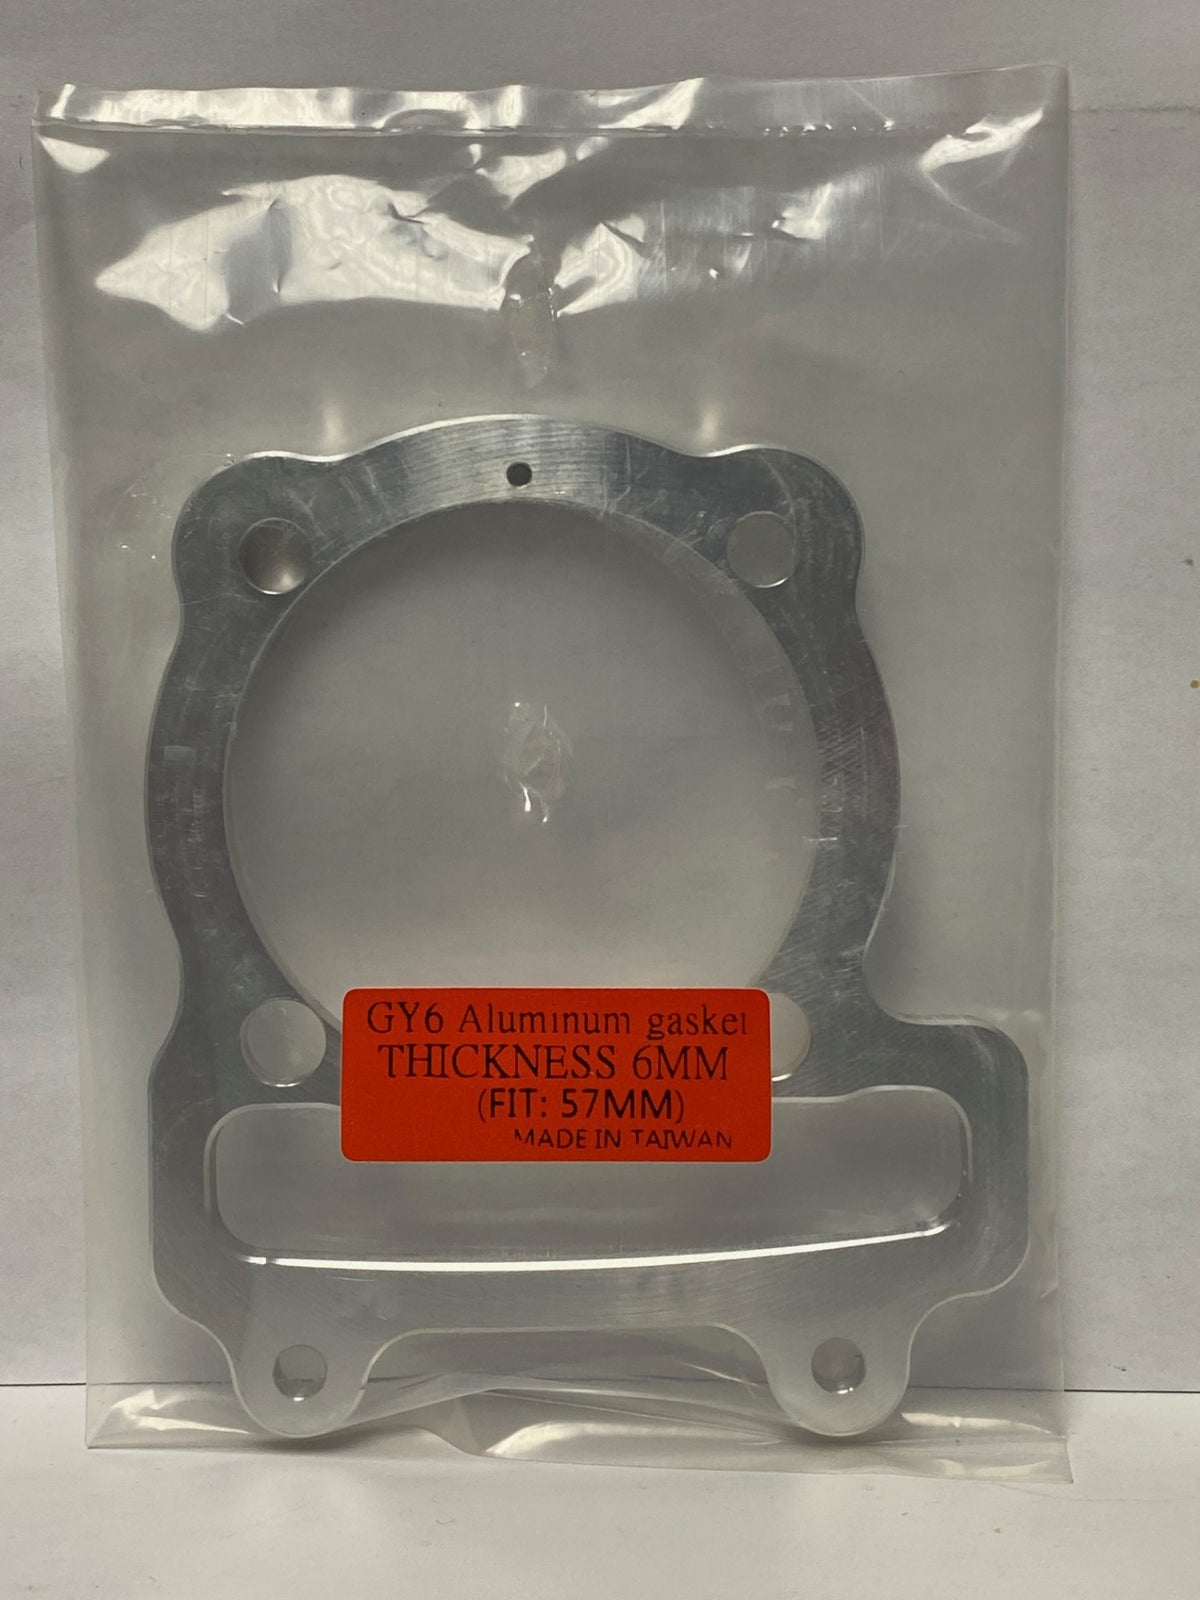 GY6 Aluminum gasket
THICKNESS 6MM
(FIT: 57MM)
MADE IN TAIWAN